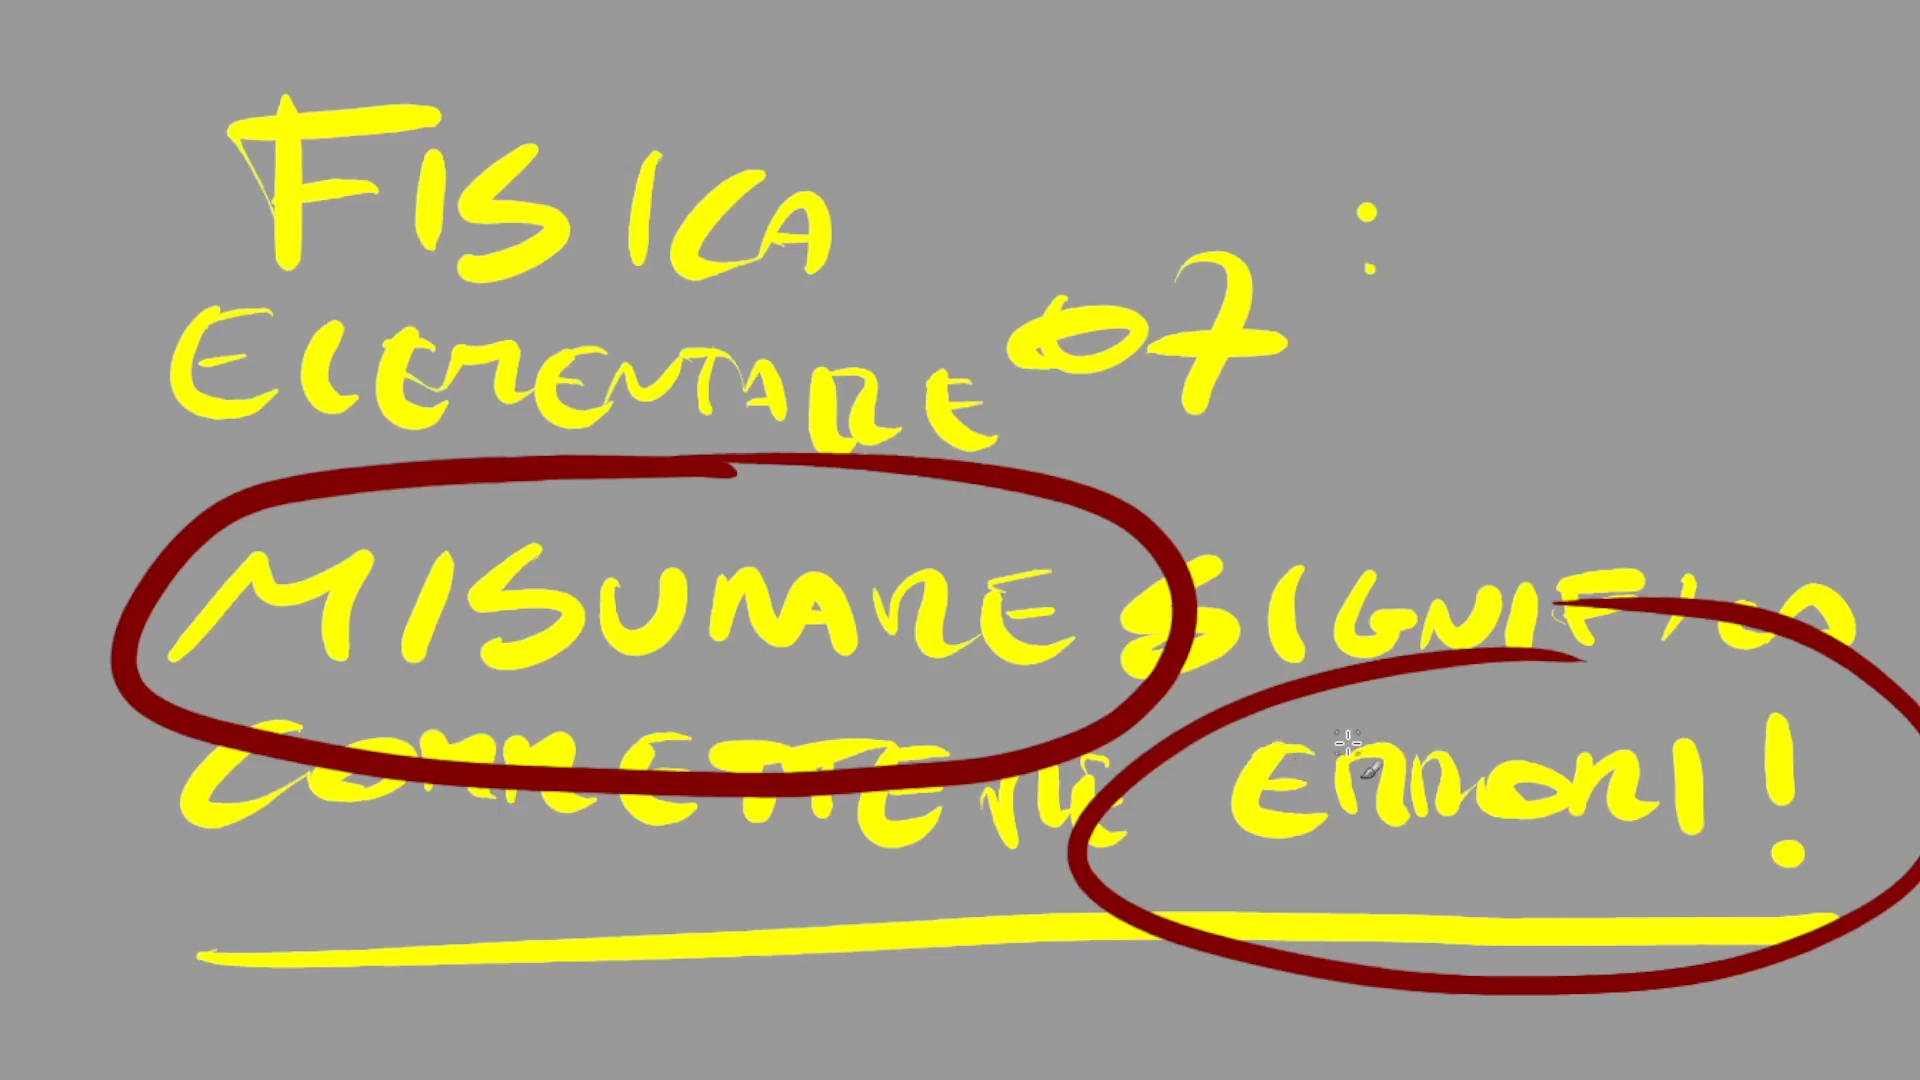 FISICA
ELEMENTARE 07 :
MISURARE SIGNIFICA
COMMETTERE ERRORI!